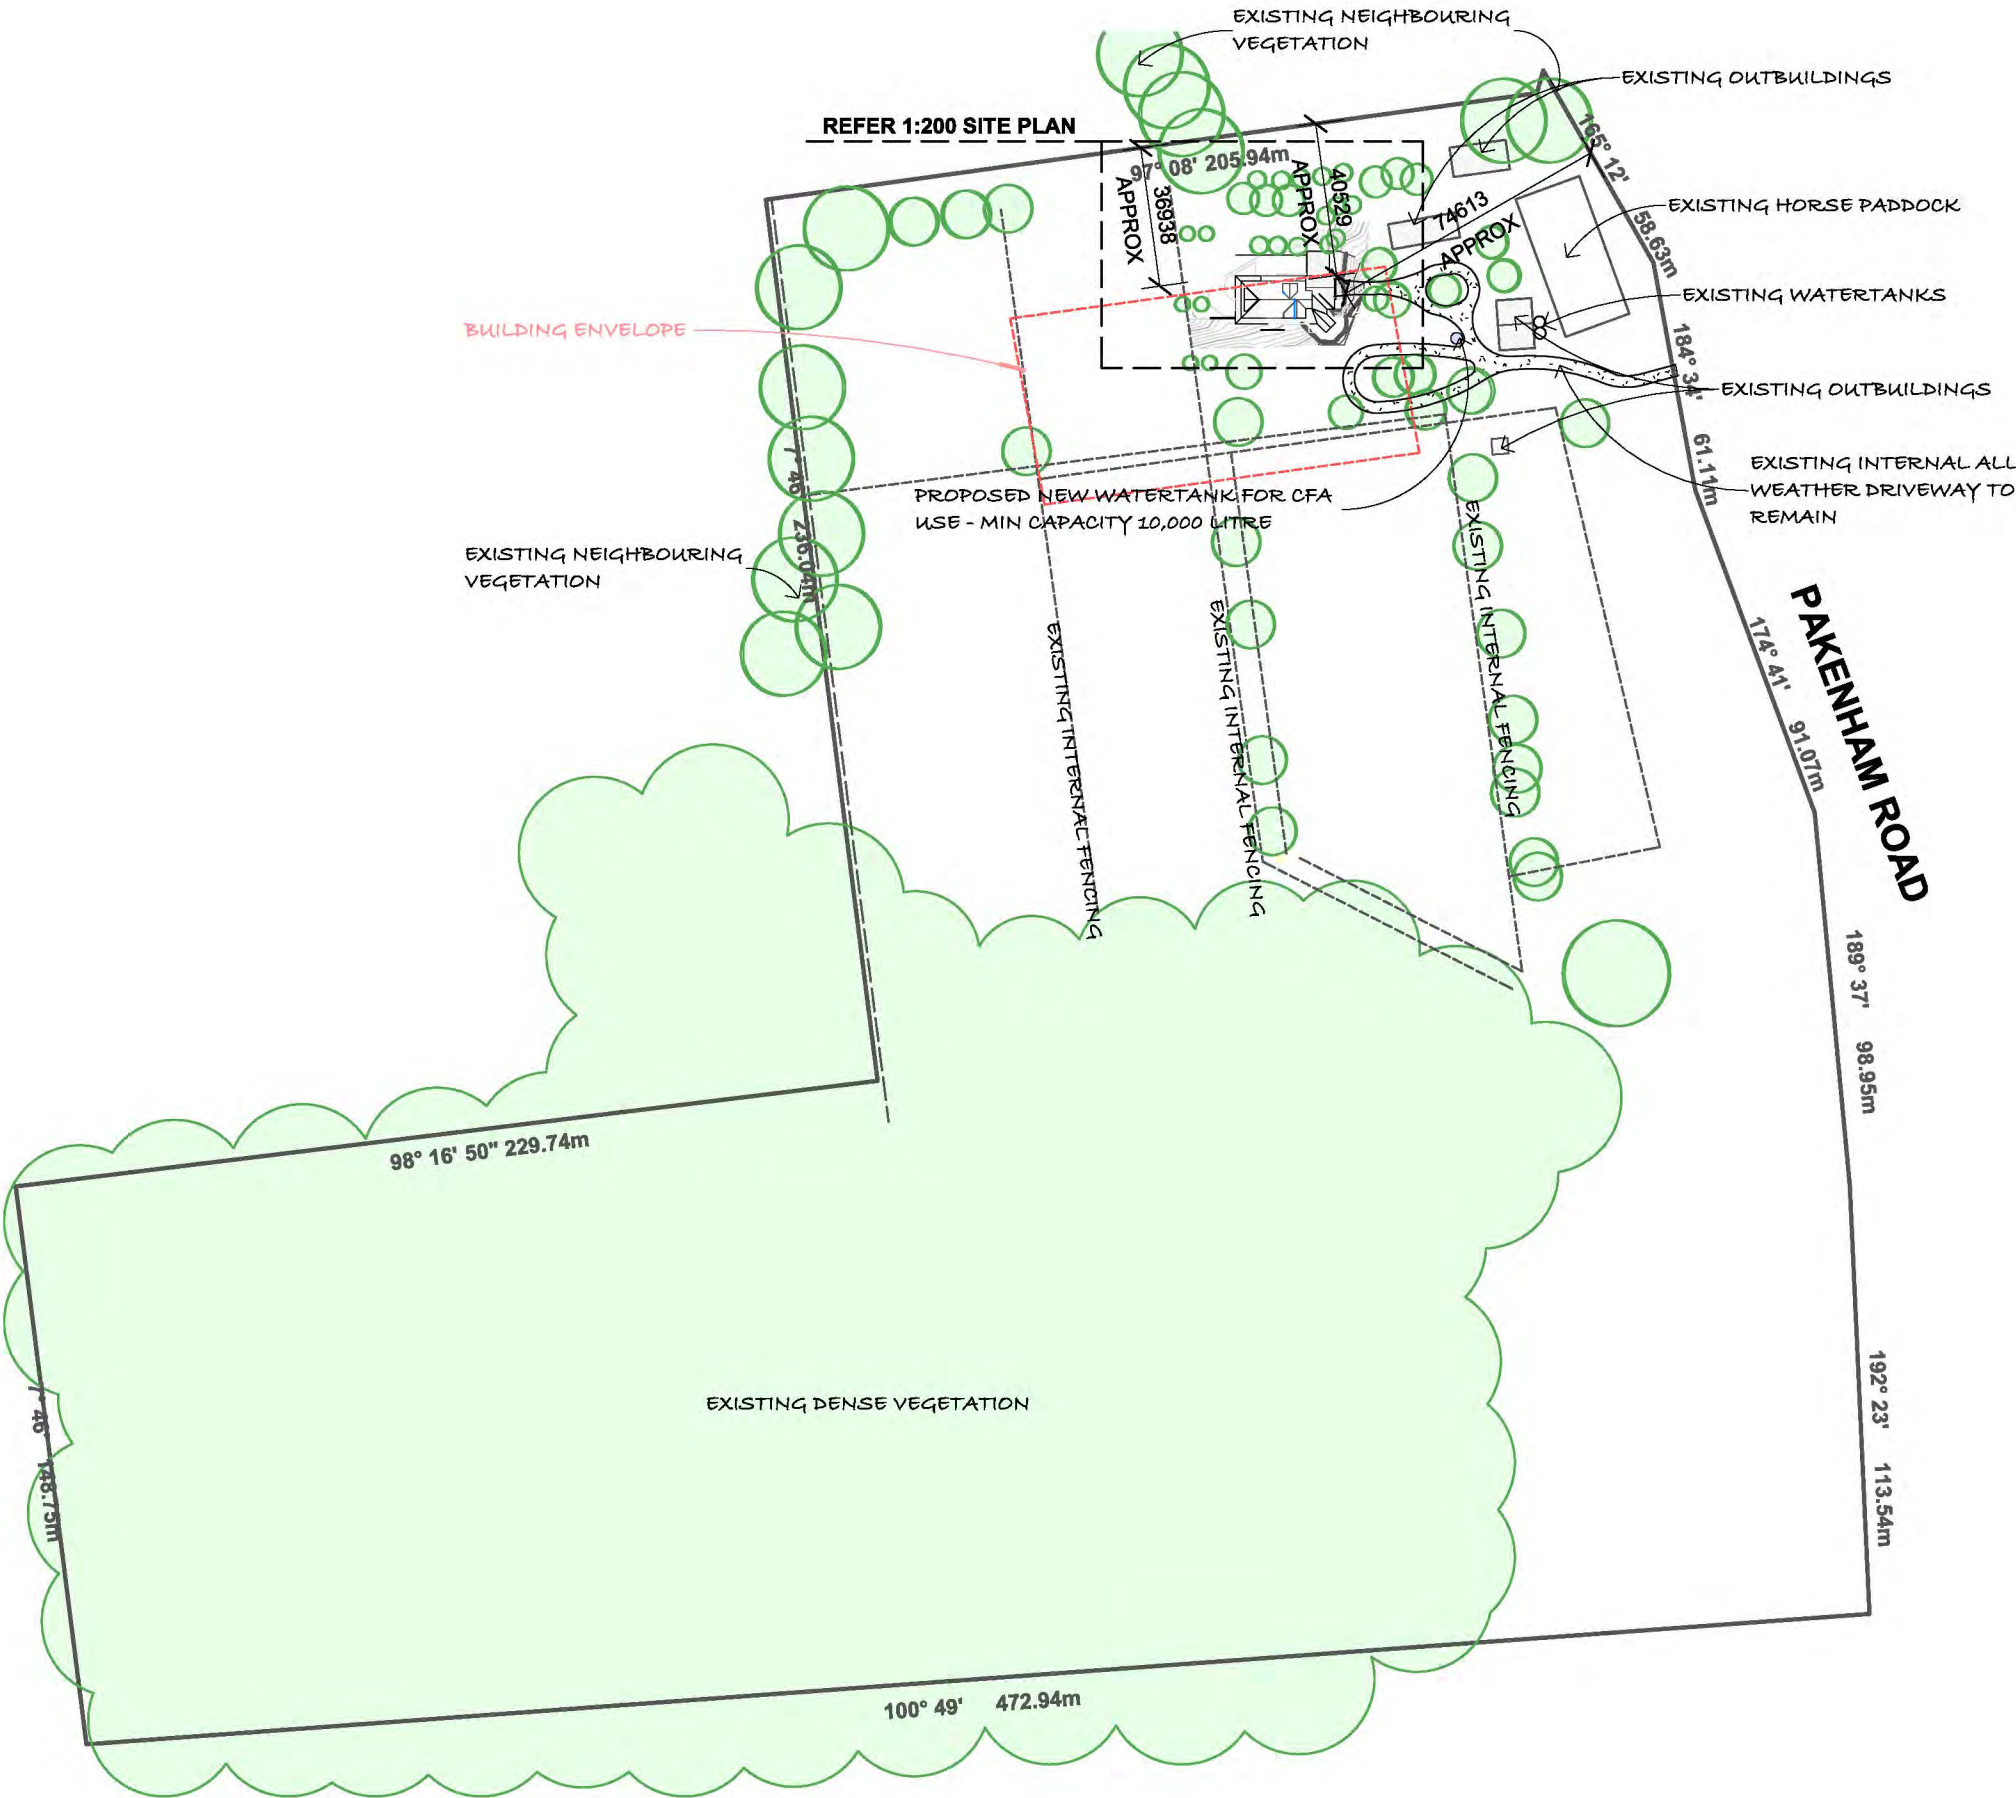 EXISTING NEIGHBOURING
VEGETATION
EXISTING OUTBUILDINGS
REFER 1:200 SITE PLAN
97° 08' 205.94m
165° 12'
58.63m
36938
APPROX
40529
APPROX
74613
APPROX
EXISTING HORSE PADDOCK
EXISTING WATERTANKS
BUILDING ENVELOPE
184° 34'
61.11m
EXISTING OUTBUILDINGS
EXISTING INTERNAL ALL
WEATHER DRIVEWAY TO
REMAIN
PROPOSED NEW WATERTANK FOR CFA
USE - MIN CAPACITY 10,000 LITRE
7° 46'
236.04m
EXISTING NEIGHBOURING
VEGETATION
EXISTING INTERNAL FENCING
EXISTING INTERNAL FENCING
EXISTING INTERNAL FENCING
PAKENHAM ROAD
174° 41'
91.07m
189° 37'
98.95m
98° 16' 50" 229.74m
EXISTING DENSE VEGETATION
192° 23'
113.54m
7° 46'
148.75m
100° 49' 472.94m